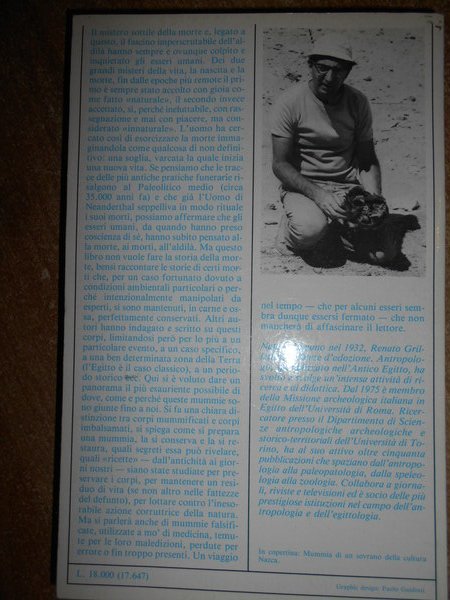 Il mistero sottile della morte e, legato a
questo, il fascino imperscrutabile dell'al-
dilà hanno sempre e ovunque colpito e
inquietato gli esseri umani. Dei due
grandi misteri della vita, la nascita e la
morte, fin dalle epoche più remote il pri-
mo è sempre stato accolto con gioia co-
me fatto «naturale», il secondo invece
accettato, sì, perché ineluttabile, con ras-
segnazione e mai con piacere, ma con-
siderato «innaturale». L'uomo ha cer-
cato così di esorcizzare la morte imma-
ginandola come qualcosa di non defini-
tivo: una soglia, varcata la quale inizia
una nuova vita. Se pensiamo che le trac-
ce delle più antiche pratiche funerarie ri-
salgono al Paleolitico medio (circa
35.000 anni fa) e che già l'Uomo di
Neanderthal seppelliva in modo rituale
i suoi morti, possiamo affermare che gli
esseri umani, da quando hanno preso
coscienza di sé, hanno subito pensato al-
la morte, ai morti, all'aldilà. Ma questo
libro non vuole fare la storia della mor-
te, bensì raccontare le storie di certi mor-
ti che, per un caso fortunato dovuto a
condizioni ambientali particolari o per-
ché intenzionalmente manipolati da
esperti, si sono mantenuti, in carne e os-
sa, perfettamente conservati. Altri au-
tori hanno indagato e scritto su questi
corpi, limitandosi però per lo più a un
particolare evento, a un caso specifico,
a una ben determinata zona della Terra
(l'Egitto è il caso classico), a un perio-
do storico ecc. Qui si è voluto dare un
panorama il più esauriente possibile di
dove, come e perché queste mummie so-
no giunte fino a noi. Si fa una chiara di-
stinzione tra corpi mummificati e corpi
imbalsamati, si spiega come si prepara
una mummia, la si conserva e la si re-
staura, quali segreti essa può rivelare,
quali «ricette» — dall'antichità ai gior-
ni nostri — siano state studiate per pre-
servare i corpi, per mantenere un resi-
duo di vita (se non altro nelle fattezze
del defunto), per lottare contro l'ineso-
rabile azione corruttrice della natura.
Ma si parlerà anche di mummie falsifi-
cate, utilizzate a mo' di medicina, temu-
te per le loro maledizioni, perdute per
errore o fin troppo presenti. Un viaggio
L. 18.000 (17.647)
nel tempo — che per alcuni esseri sem-
bra dunque essersi fermato — che non
mancherà di affascinare il lettore.
nel 1932, Renato Gril-
d'adozione. Antropolo-
nell'Antico Egitto, ha
svolto e svolge un'intensa attività di ri-
cerca e di didattica. Dal 1975 è membro
della Missione archeologica italiana in
Egitto dell'Università di Roma. Ricer-
catore presso il Dipartimento di Scien-
ze antropologiche archeologiche e
storico-territoriali dell'Università di To-
rino, ha al suo attivo oltre cinquanta
pubblicazioni che spaziano dall'antropo-
logia alla paleopatologia, dalla speleo-
logia alla zoologia. Collabora a giorna-
li, riviste e televisioni ed è socio delle più
prestigiose istituzioni nel campo dell'an-
tropologia e dell'egittologia.
In copertina: Mummia di un sovrano della cultura
Nazca.
Graphic design: Paolo Guidotti